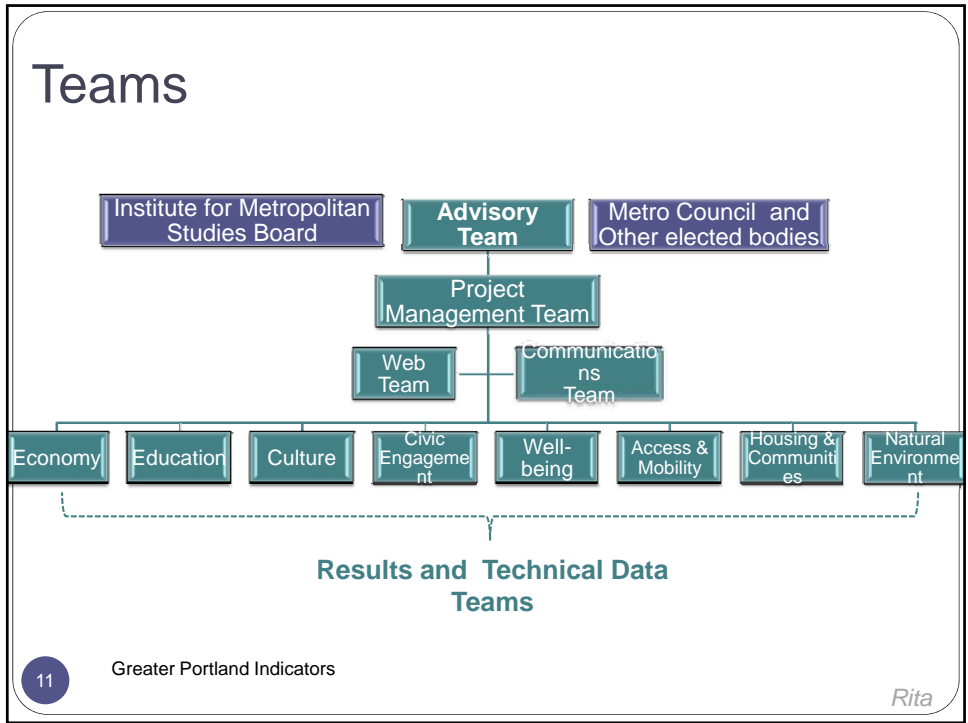 Teams
Institute for Metropolitan
Studies Board
Advisory
Team
Metro Council and
Other elected bodies
Project
Management Team
Web
Team
Communicatio
ns
Team
Economy
Education
Culture
Civic
Engageme
nt
Well-
being
Access &
Mobility
Housing &
Communiti
es
Natural
Environme
nt
Results and Technical Data
Teams
11
Greater Portland Indicators
Rita